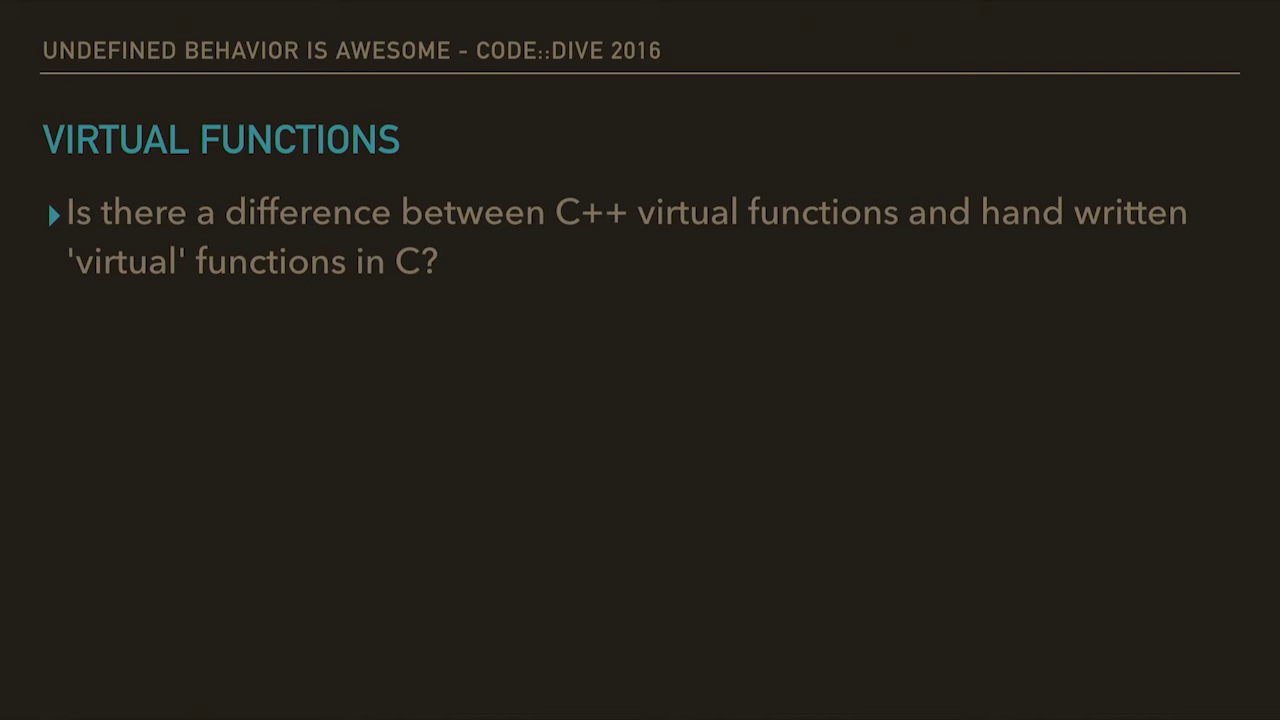 UNDEFINED BEHAVIOR IS AWESOME - CODE::DIVE 2016
VIRTUAL FUNCTIONS
Is there a difference between C++ virtual functions and hand written
'virtual' functions in C?